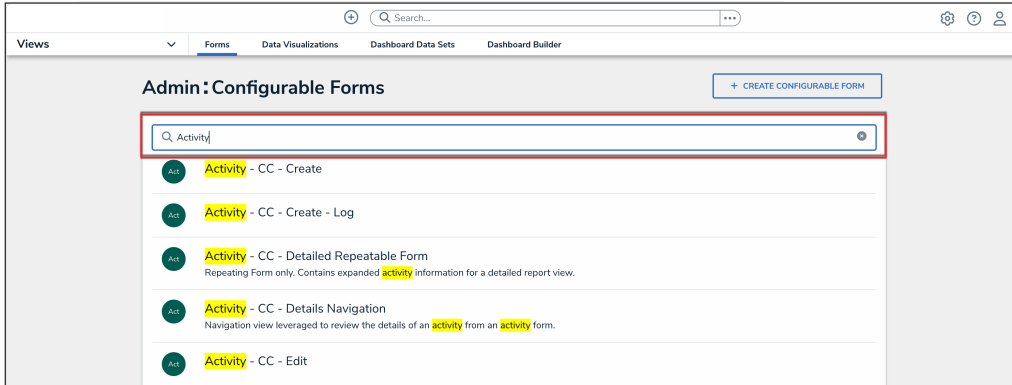 Search...
Views
Forms
Data Visualizations
Dashboard Data Sets
Dashboard Builder
Admin:Configurable Forms
+ CREATE CONFIGURABLE FORM
Activity
Act
Activity - CC - Create
Act
Activity - CC - Create - Log
Act
Activity - CC - Detailed Repeatable Form
Repeating Form only. Contains expanded activity information for a detailed report view.
Act
Activity - CC - Details Navigation
Navigation view leveraged to review the details of an activity from an activity form.
Act
Activity - CC - Edit